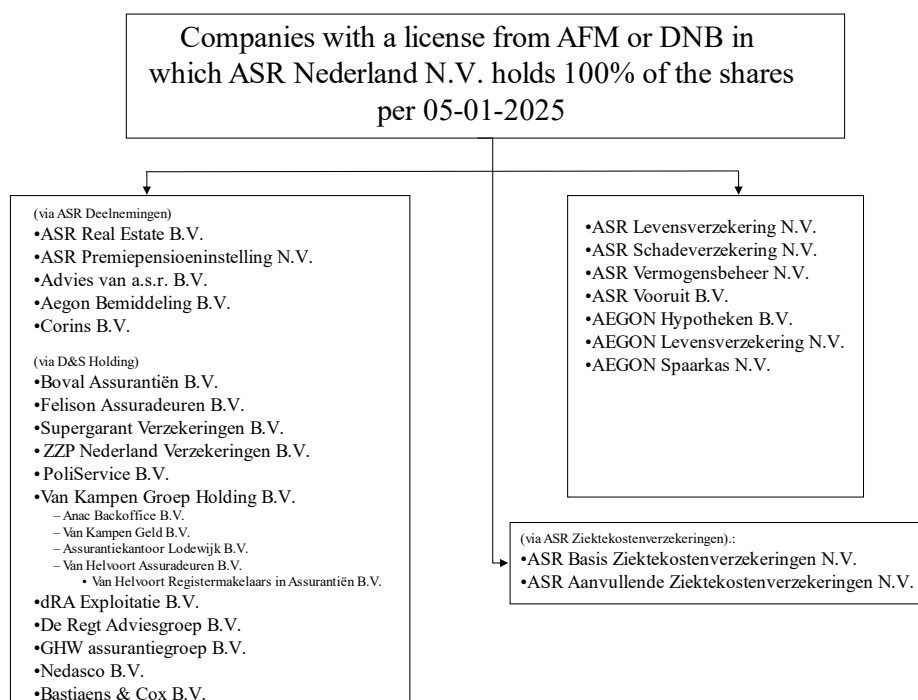 Companies with a license from AFM or DNB in
which ASR Nederland N.V. holds 100% of the shares
per 05-01-2025
(via ASR Deelnemingen)
•ASR Real Estate B.V.
•ASR Premiepensioeninstelling N.V.
•Advies van a.s.r. B.V.
•Aegon Bemiddeling B.V.
•Corins B.V.
(via D&S Holding)
•Boval Assurantiën B.V.
•Felison Assuradeuren B.V.
•Supergarant Verzekeringen B.V.
•ZZP Nederland Verzekeringen B.V.
•PoliService B.V.
•Van Kampen Groep Holding B.V.
– Anac Backoffice B.V.
– Van Kampen Geld B.V.
– Assurantiekantoor Lodewijk B.V.
– Van Helvoort Assuradeuren B.V.
• Van Helvoort Registermakelaars in Assurantiën B.V.
•dRA Exploitatie B.V.
•De Regt Adviesgroep B.V.
•GHW assurantiegroep B.V.
•Nedasco B.V.
•Bastiaens & Cox B.V.
•ASR Levensverzekering N.V.
•ASR Schadeverzekering N.V.
•ASR Vermogensbeheer N.V.
•ASR Vooruit B.V.
•AEGON Hypotheken B.V.
•AEGON Levensverzekering N.V.
•AEGON Spaarkas N.V.
(via ASR Ziektekostenverzekeringen).:
•ASR Basis Ziektekostenverzekeringen N.V.
•ASR Aanvullende Ziektekostenverzekeringen N.V.